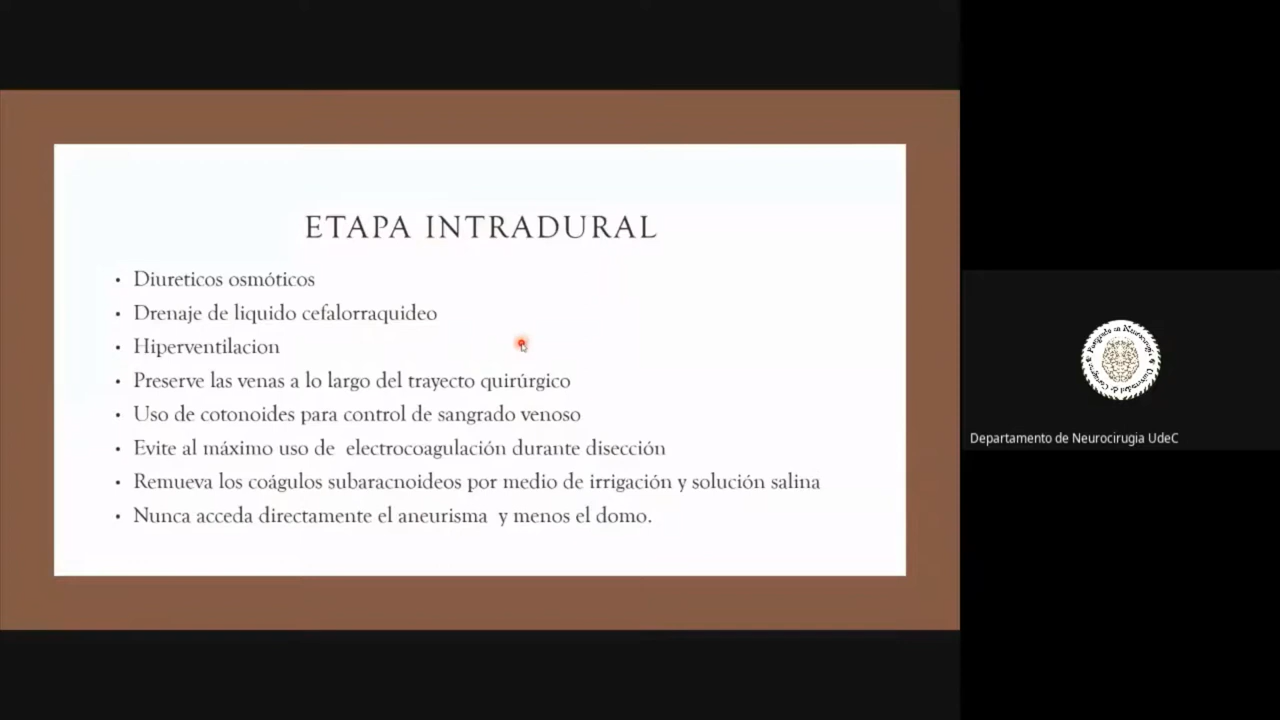 ETAPA INTRADURAL
• Diureticos osmóticos
• Drenaje de liquido cefalorraquideo
• Hiperventilacion
• Preserve las venas a lo largo del trayecto quirúrgico
• Uso de cotonoides para control de sangrado venoso
• Evite al máximo uso de electrocoagulación durante disección
• Remueva los coágulos subaracnoideos por medio de irrigación y solución salina
• Nunca acceda directamente el aneurisma y menos el domo.
Departamento de Neurocirugia UdeC